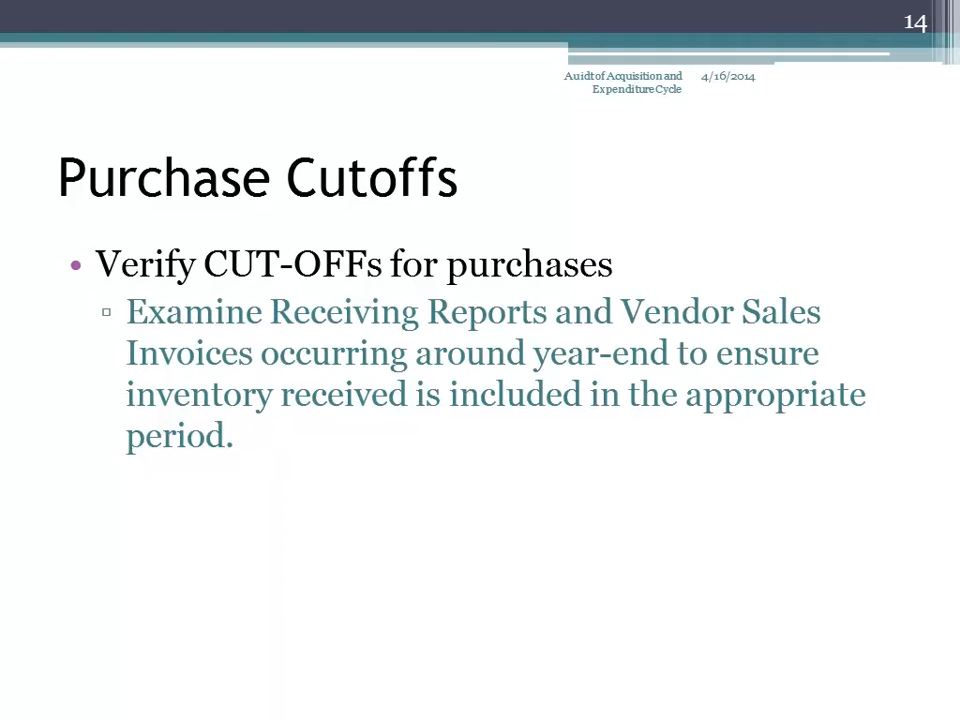 14
Auidt of Acquisition and
Expenditure Cycle
4/16/2014
Purchase Cutoffs
• Verify CUT-OFFs for purchases
▫ Examine Receiving Reports and Vendor Sales
Invoices occurring around year-end to ensure
inventory received is included in the appropriate
period.